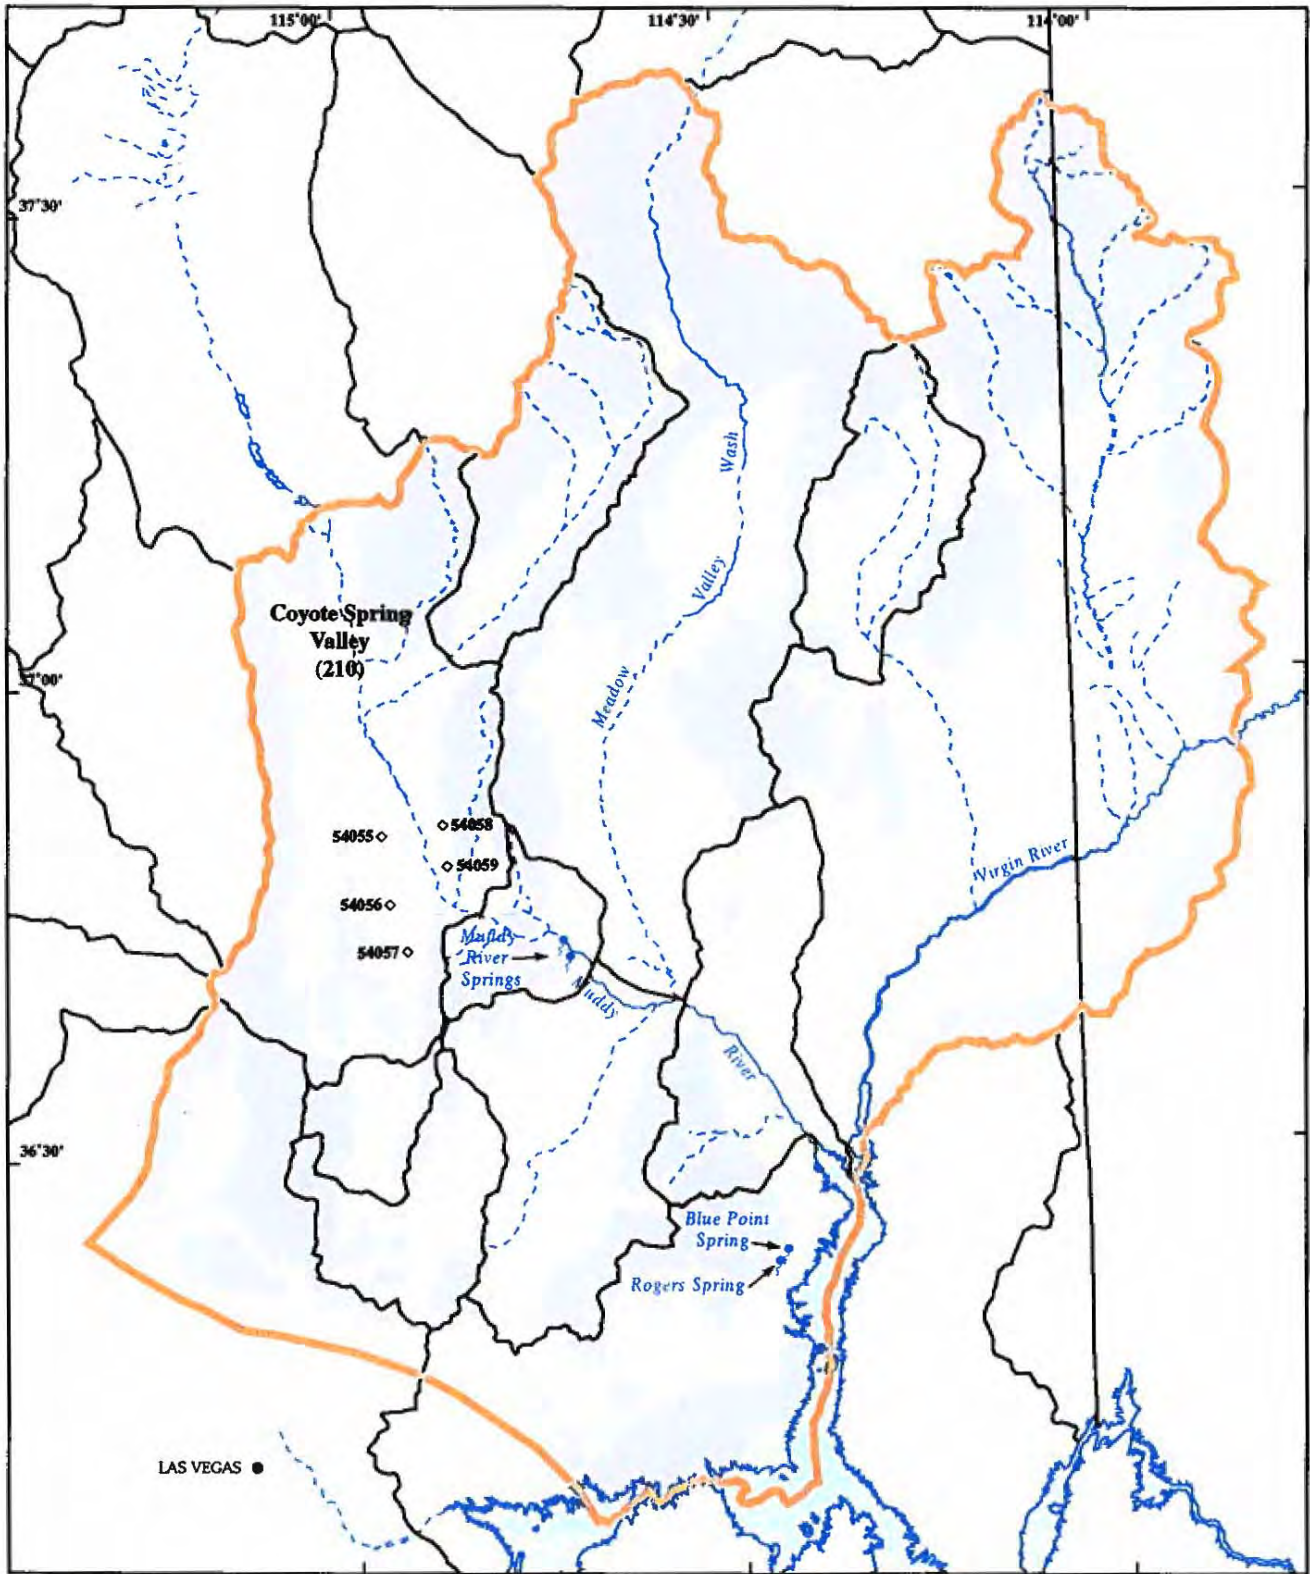 115°00'
114°30'
114°00'
37°30'
Wash
Valley
Coyote Spring
Valley
(210)
Meadow
37°00'
54058
54055
54059
Virgin River
54056
Muddy
River
Springs
54057
Muddy
River
36°30'
Blue Point
Spring
Rogers Spring
LAS VEGAS